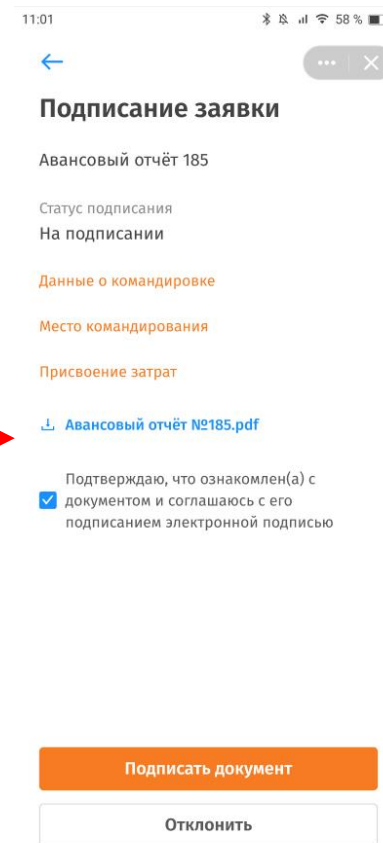 11:01 58 %
Подписание заявки
Авансовый отчёт 185
Статус подписания
На подписании
Данные о командировке
Место командирования
Присвоение затрат
Авансовый отчёт №185.pdf
Подтверждаю, что ознакомлен(а) с
документом и соглашаюсь с его
подписанием электронной подписью
Подписать документ
Отклонить